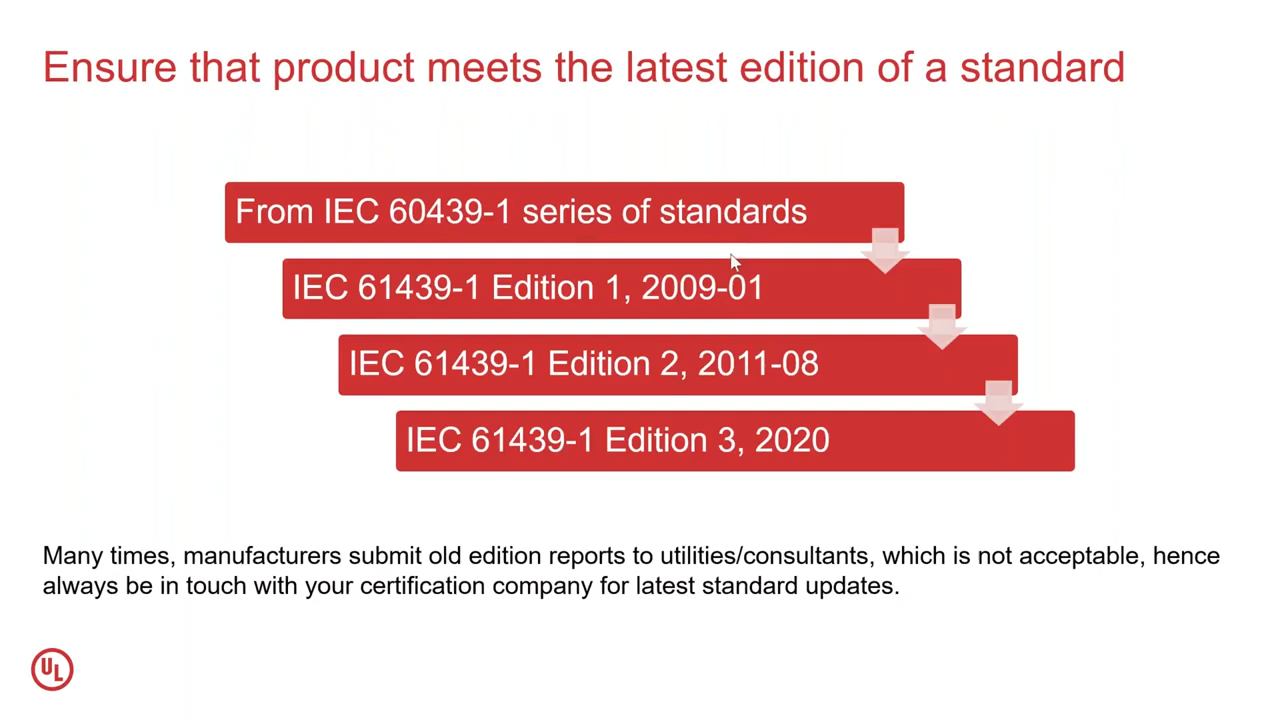 Ensure that product meets the latest edition of a standard
From IEC 60439-1 series of standards
IEC 61439-1 Edition 1, 2009-01
IEC 61439-1 Edition 2, 2011-08
IEC 61439-1 Edition 3, 2020
Many times, manufacturers submit old edition reports to utilities/consultants, which is not acceptable, hence
always be in touch with your certification company for latest standard updates.
UL